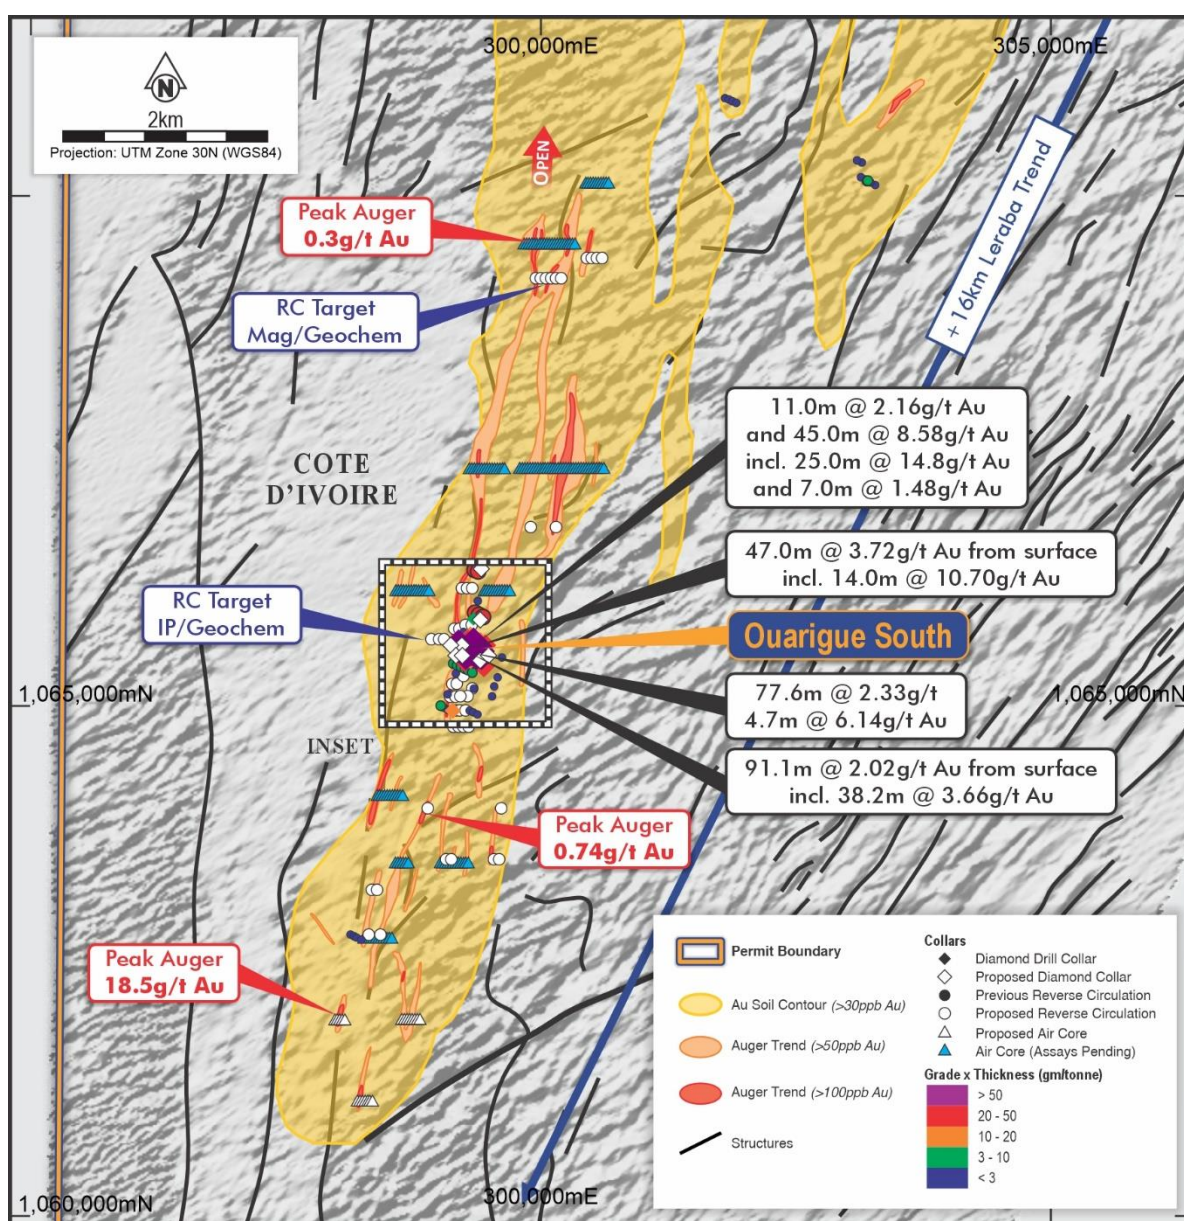 300,000mE
305,000mE
N
2km
Projection: UTM Zone 30N (WGS84)
OPEN
+16km Leraba Trend
Peak Auger
0.3g/t Au
RC Target
Mag/Geochem
11.0m @ 2.16g/t Au
and 45.0m @ 8.58g/t Au
incl. 25.0m @ 14.8g/t Au
and 7.0m @ 1.48g/t Au
COTE
D'IVOIRE
47.0m @ 3.72g/t Au from surface
incl. 14.0m @ 10.70g/t Au
RC Target
IP/Geochem
Ouarigue South
1,065,000mN
1,065,000mN
77.6m @ 2.33g/t
4.7m @ 6.14g/t Au
INSET
91.1m @ 2.02g/t Au from surface
incl. 38.2m @ 3.66g/t Au
Peak Auger
0.74g/t Au
Peak Auger
18.5g/t Au
Permit Boundary
Au Soil Contour (>30ppb Au)
Auger Trend (>50ppb Au)
Auger Trend (>100ppb Au)
Structures
Collars
Diamond Drill Collar
Proposed Diamond Collar
Previous Reverse Circulation
Proposed Reverse Circulation
Proposed Air Core
Air Core (Assays Pending)
Grade x Thickness (gm/tonne)
> 50
20 - 50
10 - 20
3 - 10
< 3
1,060,000mN
300,000mE